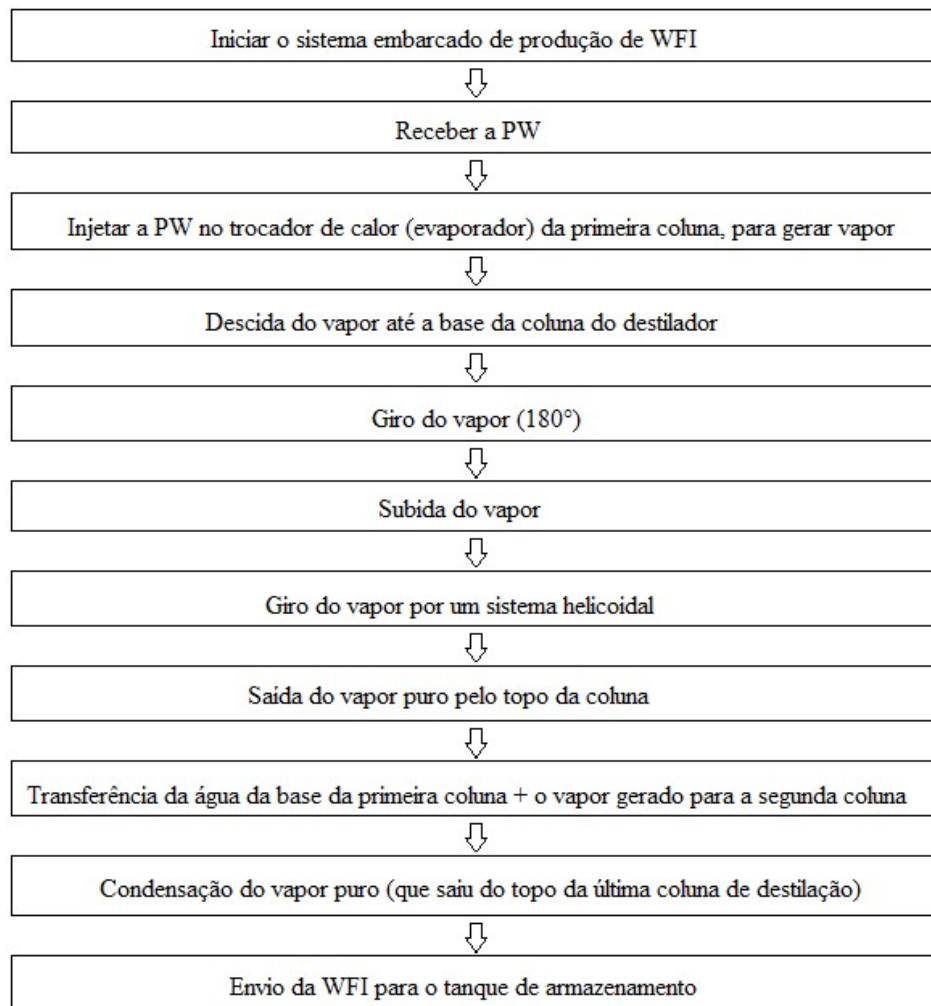 Iniciar o sistema embarcado de produção de WFI
Receber a PW
Injetar a PW no trocador de calor (evaporador) da primeira coluna, para gerar vapor
Descida do vapor até a base da coluna do destilador
Giro do vapor (180°)
Subida do vapor
Giro do vapor por um sistema helicoidal
Saída do vapor puro pelo topo da coluna
Transferência da água da base da primeira coluna + o vapor gerado para a segunda coluna
Condensação do vapor puro (que saiu do topo da última coluna de destilação)
Envio da WFI para o tanque de armazenamento